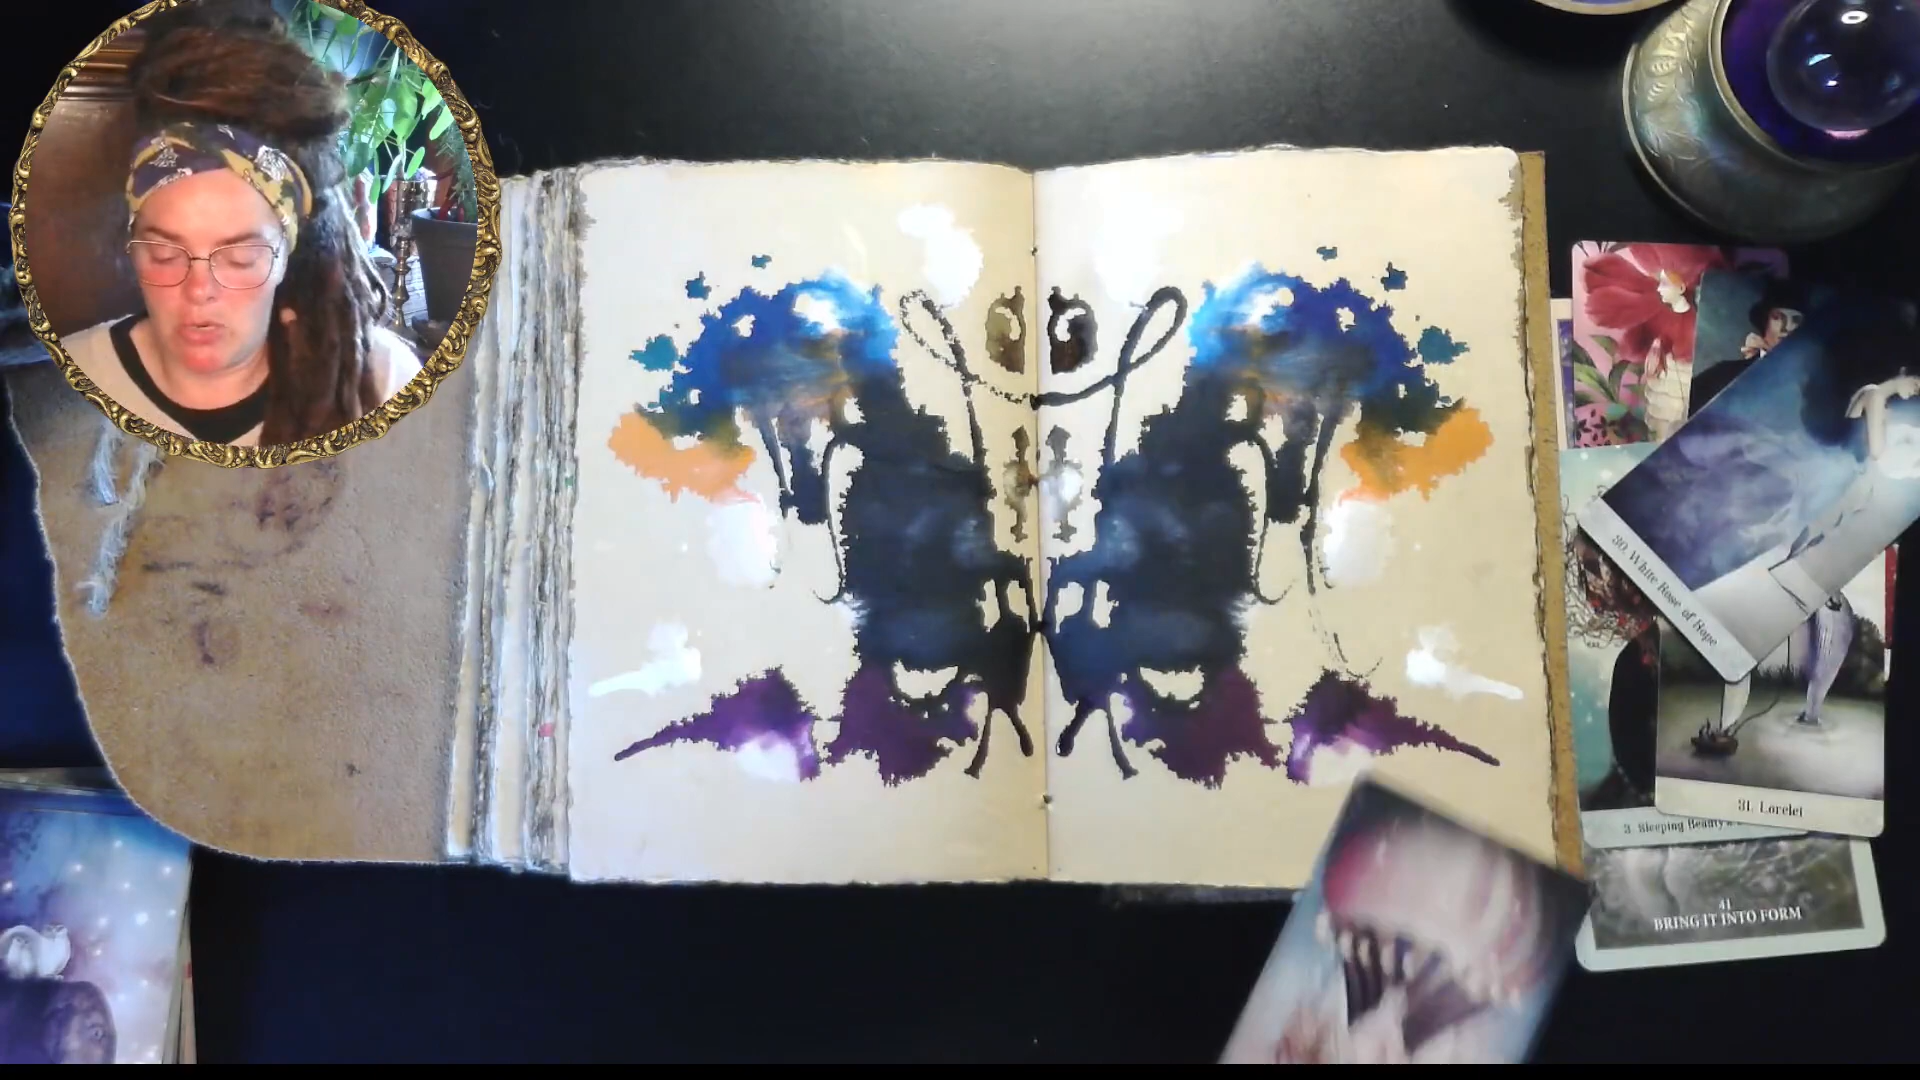 30. White Rose of Hope
31. Lorelei
3. Sleeping Beauty
41
BRING IT INTO FORM